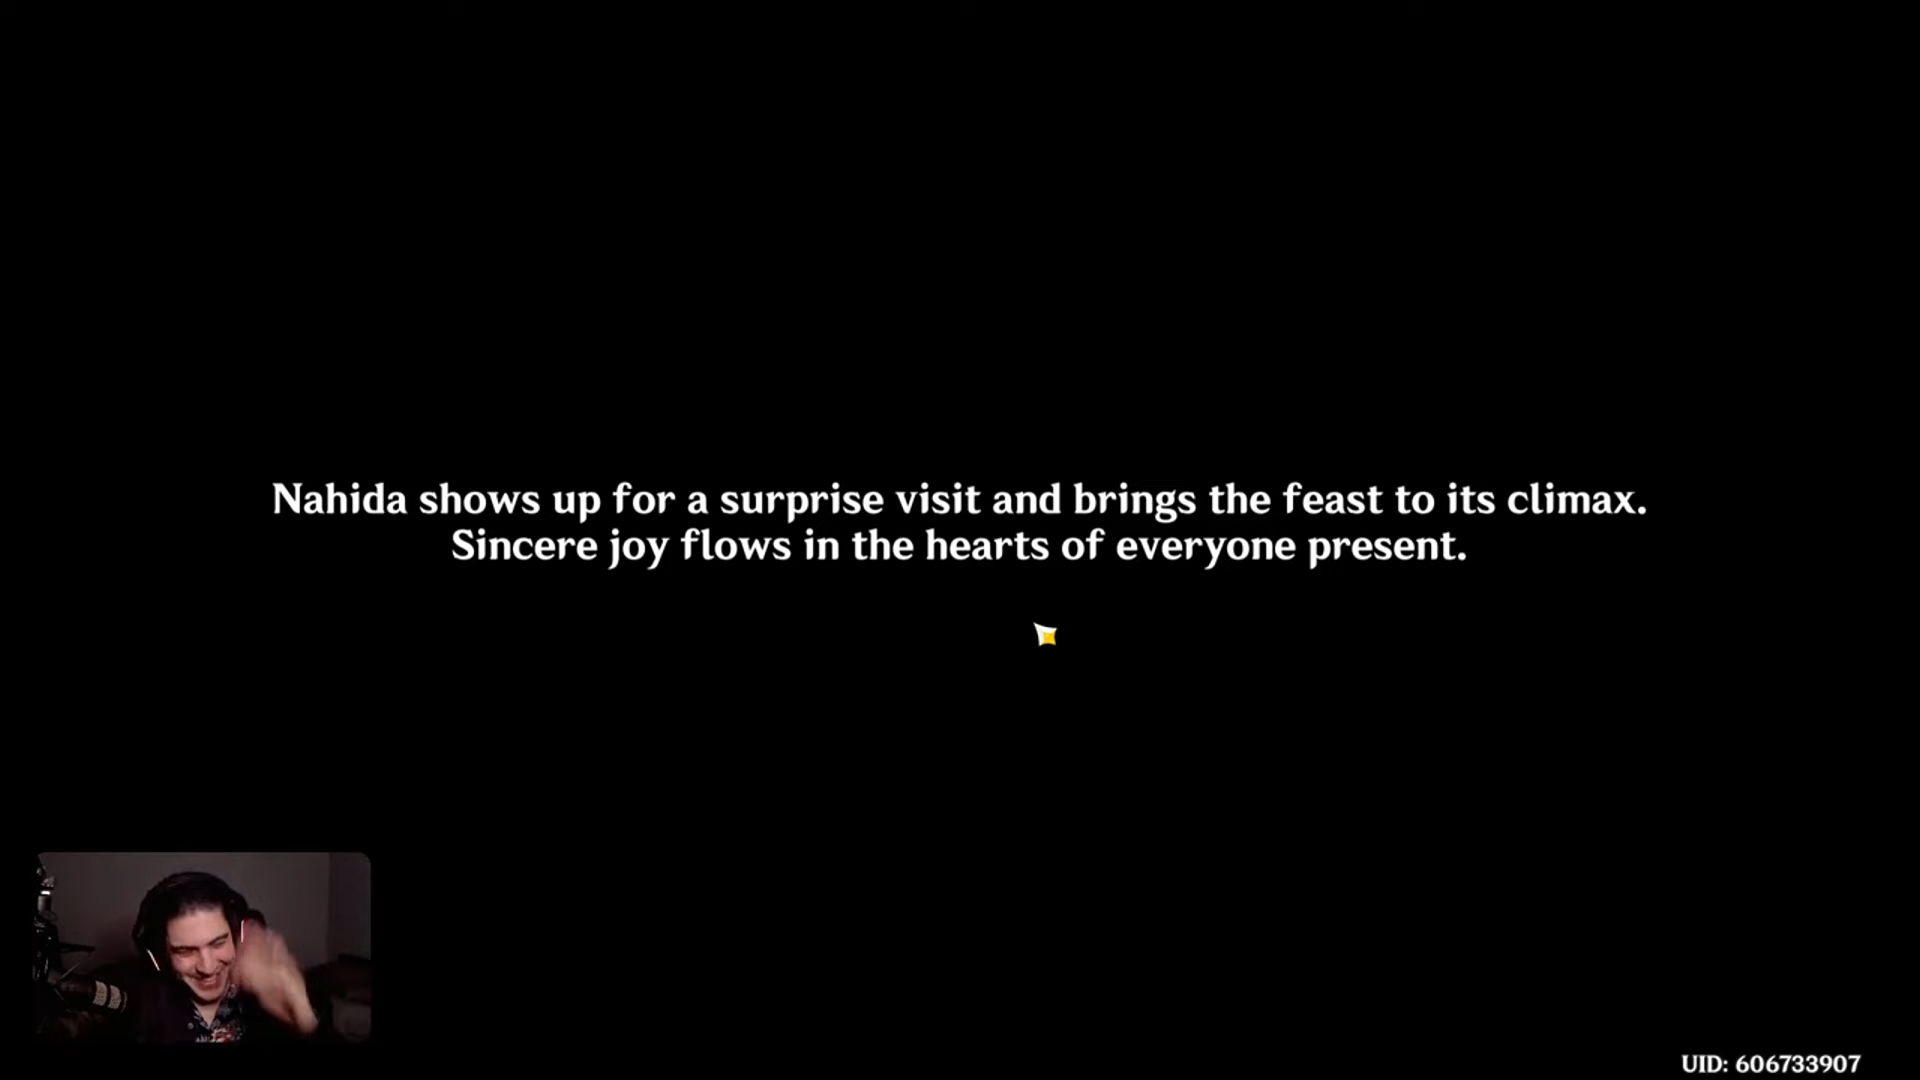 Nahida shows up for a surprise visit and brings the feast to its climax.
Sincere joy flows in the hearts of everyone present.
UID: 606733907